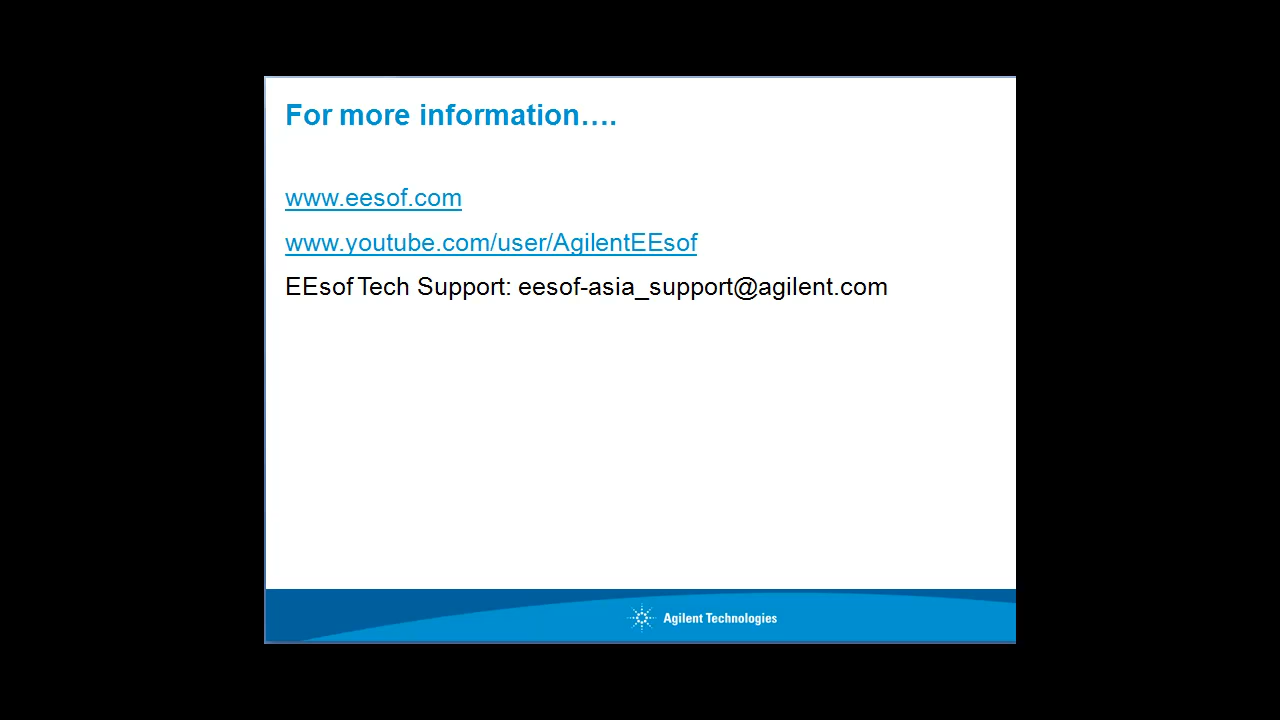 For more information….
www.eesof.com
www.youtube.com/user/AgilentEEsof
EEsof Tech Support: eesof-asia_support@agilent.com
Agilent Technologies